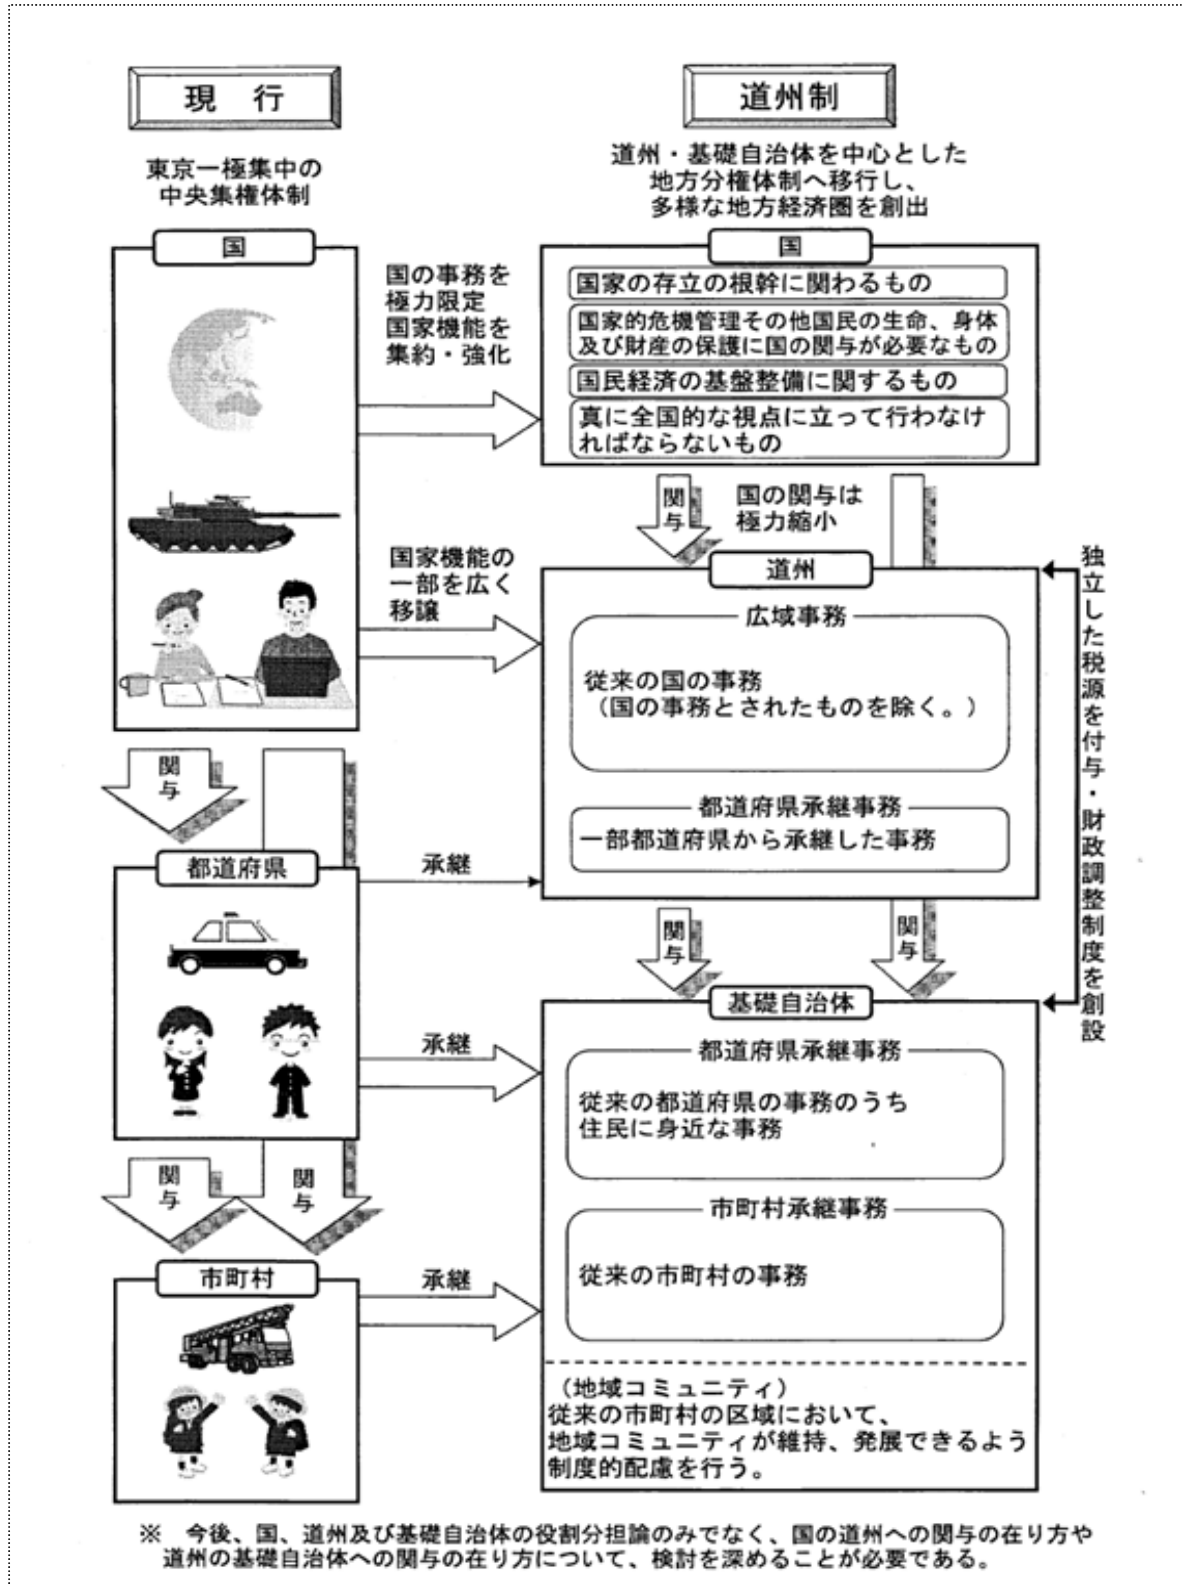 現　行
東京一極集中の
中央集権体制
国
国の事務を
極力限定
国家機能を
集約・強化
国家機能の
一部を広く
移譲
関与
都道府県
承継
承継
関与
関与
市町村
承継
道州制
道州・基礎自治体を中心とした
地方分権体制へ移行し、
多様な地方経済圏を創出
国
国家の存立の根幹に関わるもの
国家的危機管理その他国民の生命、身体
及び財産の保護に国の関与が必要なもの
国民経済の基盤整備に関するもの
真に全国的な視点に立って行わなけ
ればならないもの
関与
国の関与は
極力縮小
道州
広域事務
従来の国の事務
（国の事務とされたものを除く。）
都道府県承継事務
一部都道府県から承継した事務
関与
関与
基礎自治体
都道府県承継事務
従来の都道府県の事務のうち
住民に身近な事務
市町村承継事務
従来の市町村の事務
（地域コミュニティ）
従来の市町村の区域において、
地域コミュニティが維持、発展できるよう
制度的配慮を行う。
独立した税源を付与・財政調整制度を創設
※　今後、国、道州及び基礎自治体の役割分担論のみでなく、国の道州への関与の在り方や
道州の基礎自治体への関与の在り方について、検討を深めることが必要である。